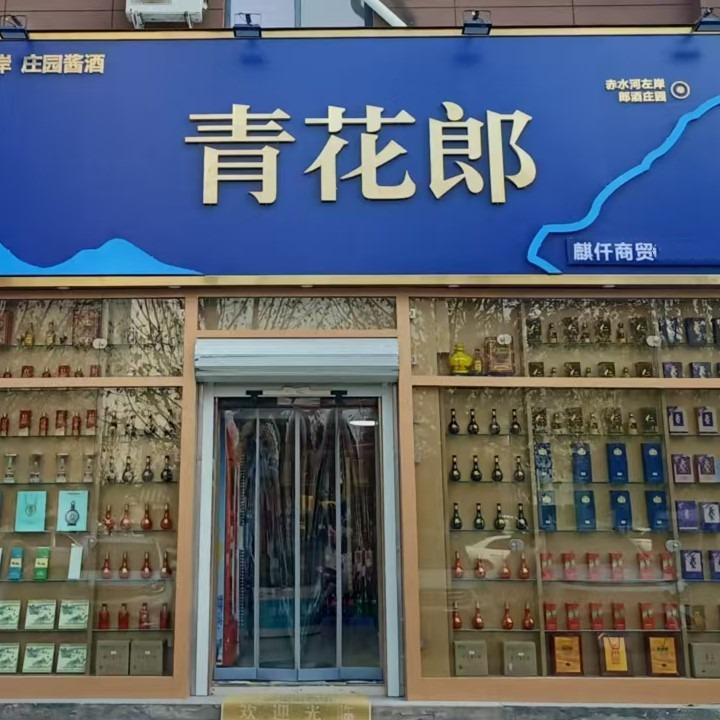 岸 庄园酱酒
青花郎
赤水河左岸
郎酒庄园
麒仟商贸
欢迎光临